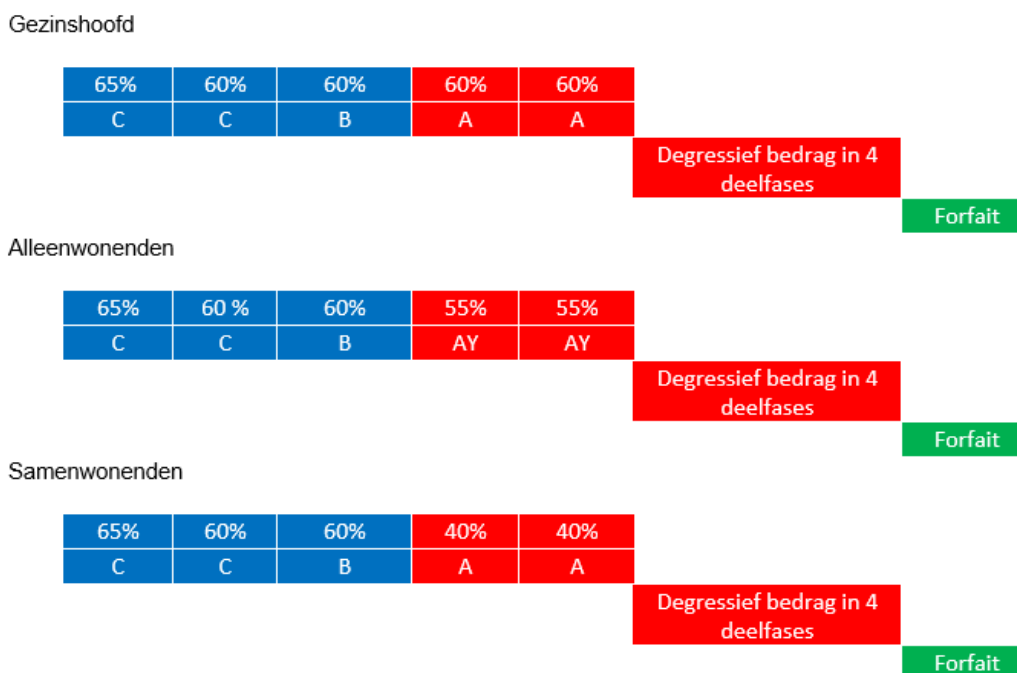 Gezinshoofd
65% 60% 60% 60% 60%
C C B A A
Degressief bedrag in 4
deelfases
Forfait
Alleenwonenden
65% 60 % 60% 55% 55%
C C B AY AY
Degressief bedrag in 4
deelfases
Forfait
Samenwonenden
65% 60% 60% 40% 40%
C C B A A
Degressief bedrag in 4
deelfases
Forfait